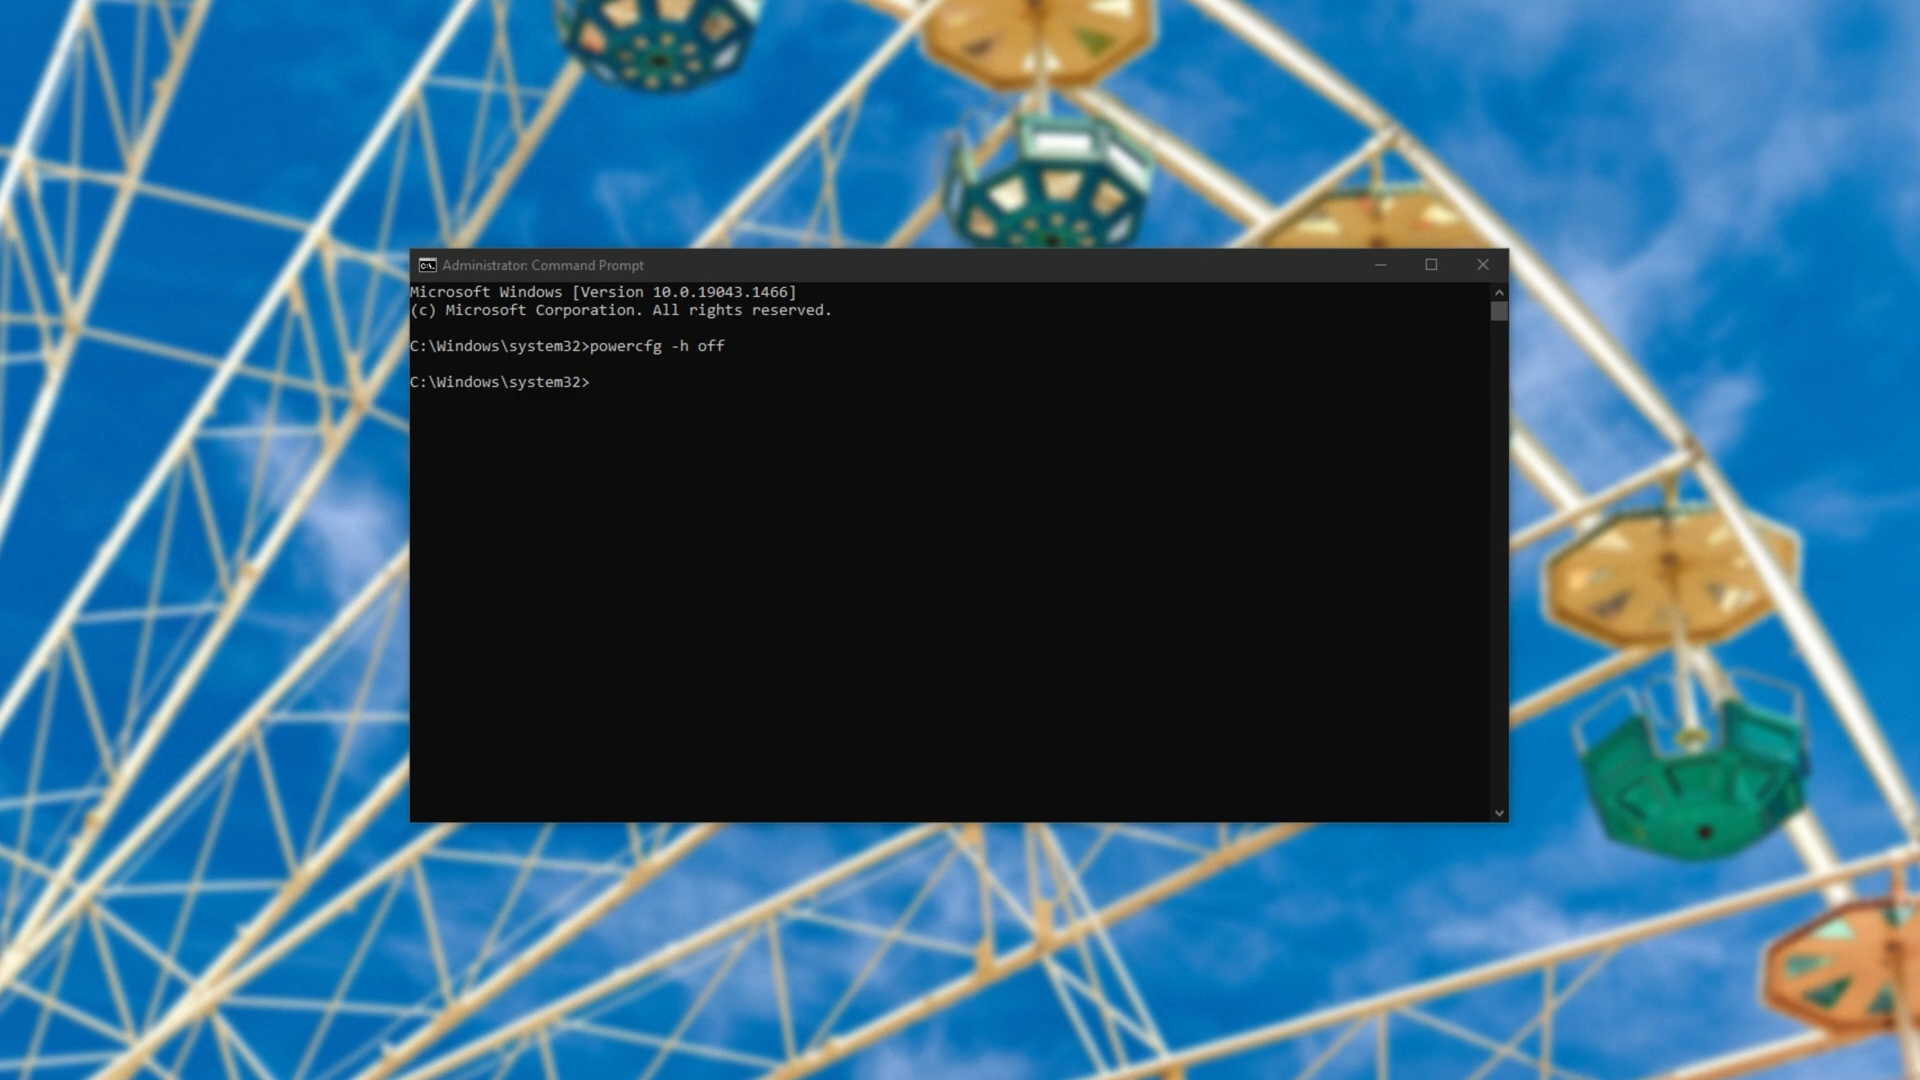 Administrator: Command Prompt
Microsoft Windows [Version 10.0.19043.1466]
(c) Microsoft Corporation. All rights reserved.
C:\Windows\system32>powercfg -h off
C:\Windows\system32>